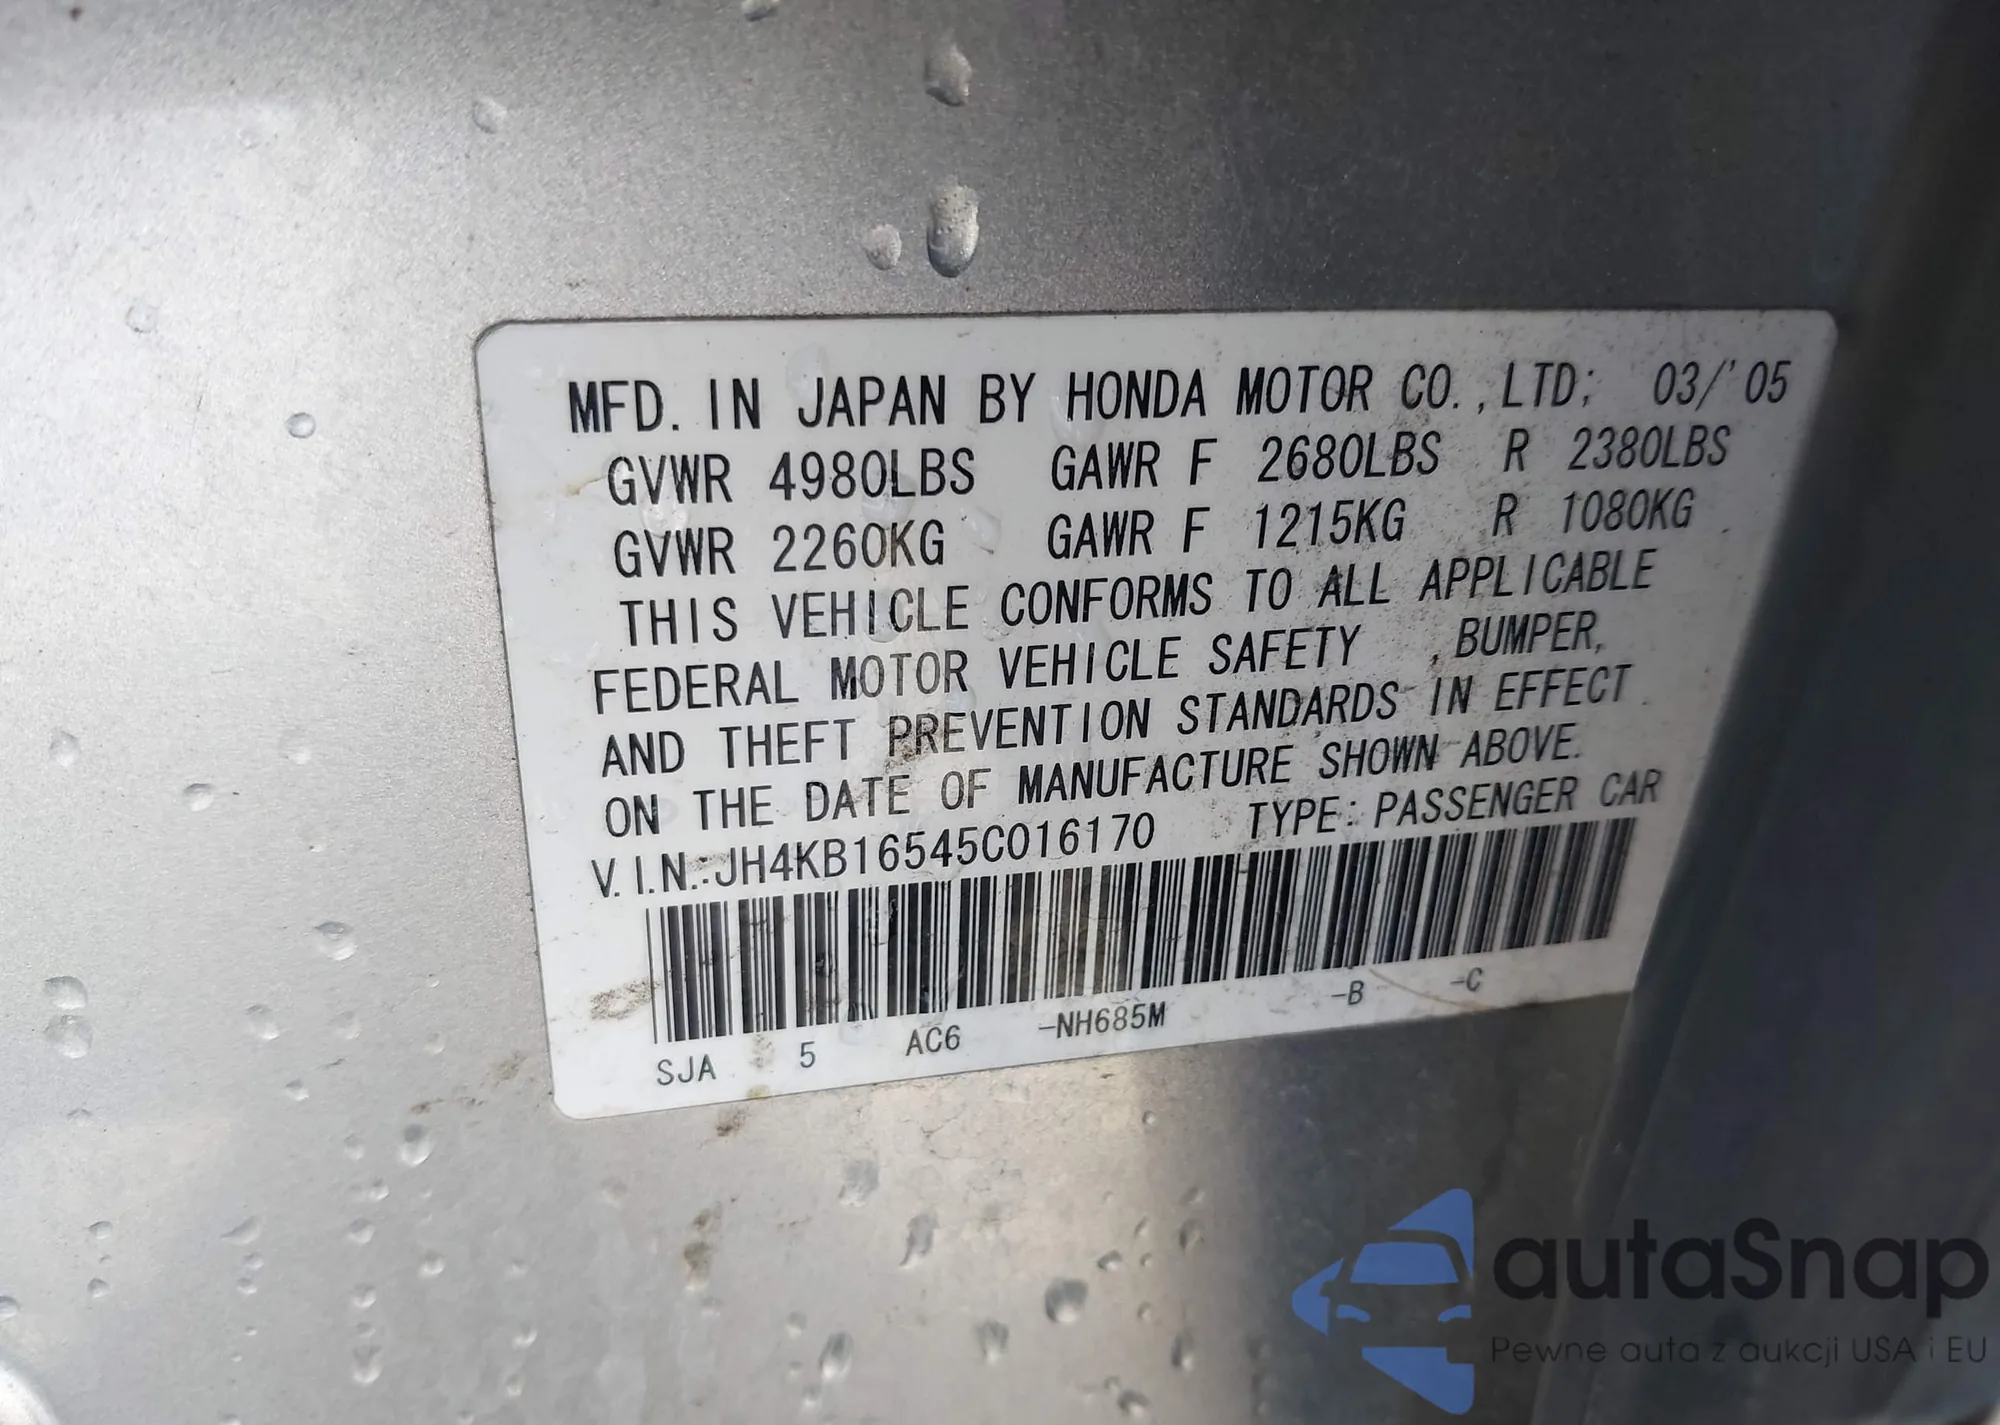 MFD. IN JAPAN BY HONDA MOTOR CO.,LTD; 03/'05
GVWR 4980LBS GAWR F 2680LBS R 2380LBS
GVWR 2260KG GAWR F 1215KG R 1080KG
THIS VEHICLE CONFORMS TO ALL APPLICABLE
FEDERAL MOTOR VEHICLE SAFETY , BUMPER,
AND THEFT PREVENTION STANDARDS IN EFFECT
ON THE DATE OF MANUFACTURE SHOWN ABOVE.
V.I.N.:JH4KB16545C016170 TYPE: PASSENGER CAR
SJA 5 AC6 -NH685M -B -C
autaSnap
Pewne auta z aukcji USA i EU